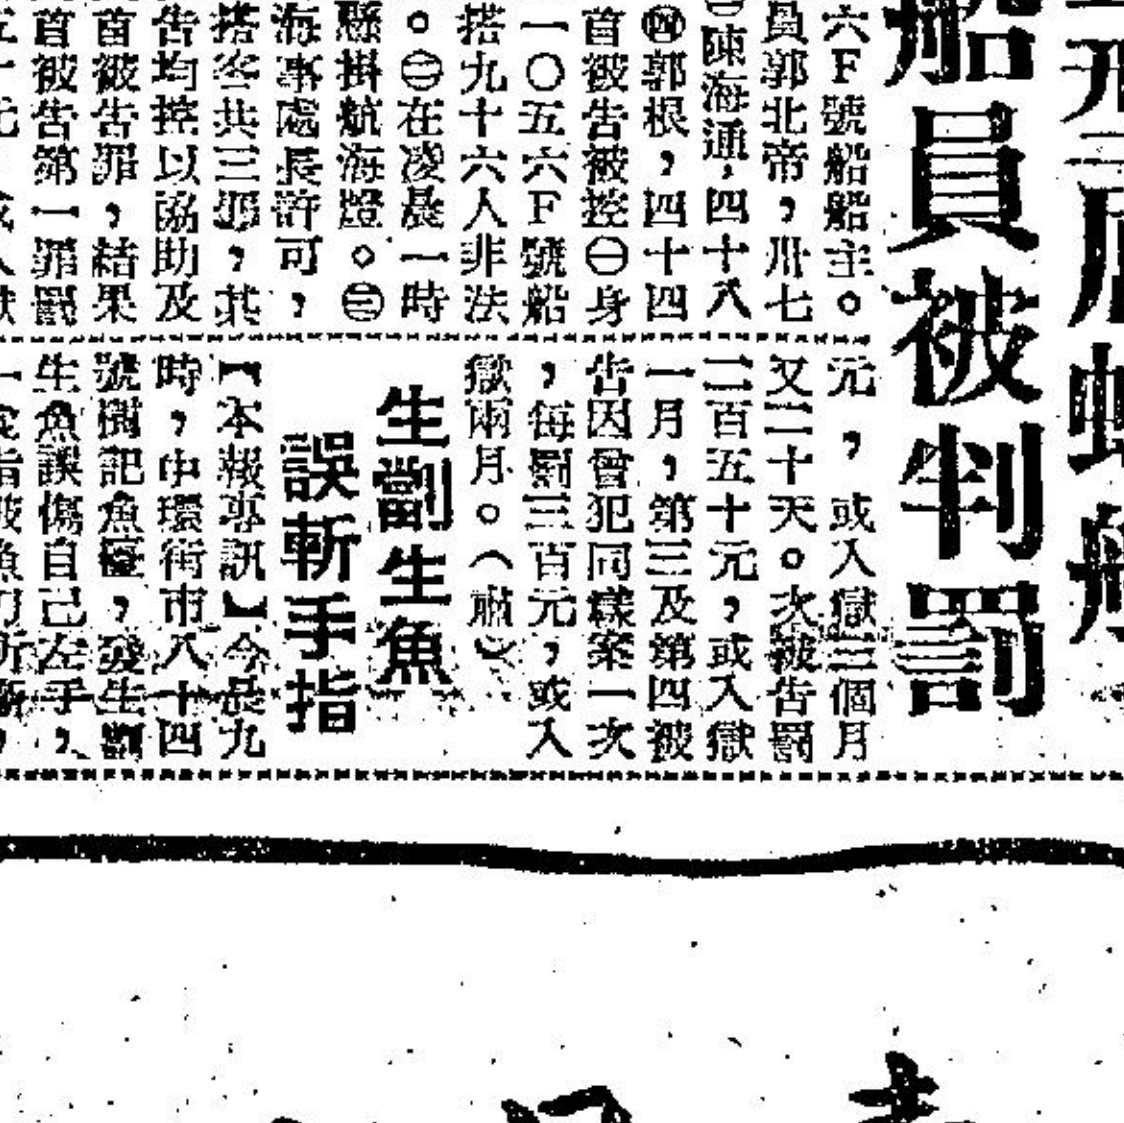 船員被判罰
六F號船船主。
員郭北帝，卅七
陳海通，四十八
㈣郭根，四十四
首被告被控㊀身
一〇五六F號船
搭九十六人非法
。㊁在凌晨一時
懸掛航海燈。㊂
海事處長許可，
搭客共三罪，其
告均控以協助及
首被告罪，結果
首被告第一罪罰
元，或入獄三個月
又二十天。次被告罰
二百五十元，或入獄
一月，第三及第四被
告因曾犯同樣案一次
，每罰三百元，或入
獄兩月。（肅）
生劏生魚
誤斬手指
【本報專訊】今晨九
時，中環街市八十四
號樹記魚檯，發生劏
生魚誤傷自己左手，